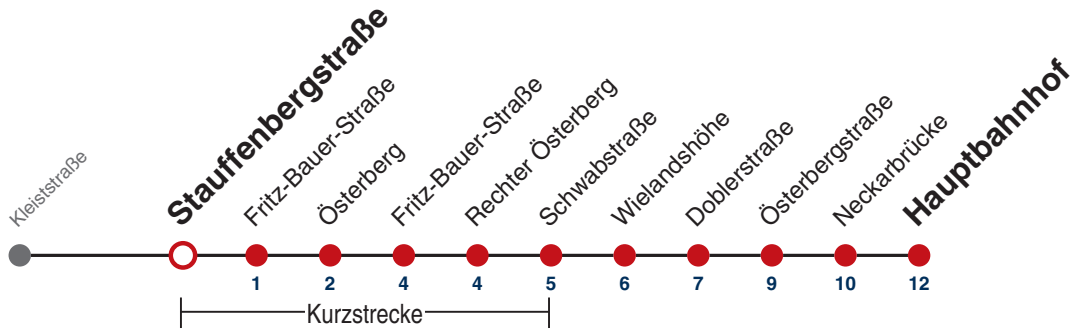 Kleiststraße
Stauffenbergstraße
Fritz-Bauer-Straße
Österberg
Fritz-Bauer-Straße
Rechter Österberg
Schwabstraße
Wielandshöhe
Doblerstraße
Österbergstraße
Neckarbrücke
Hauptbahnhof
1 2 4 4 5 6 7 9 10 12
Kurzstrecke